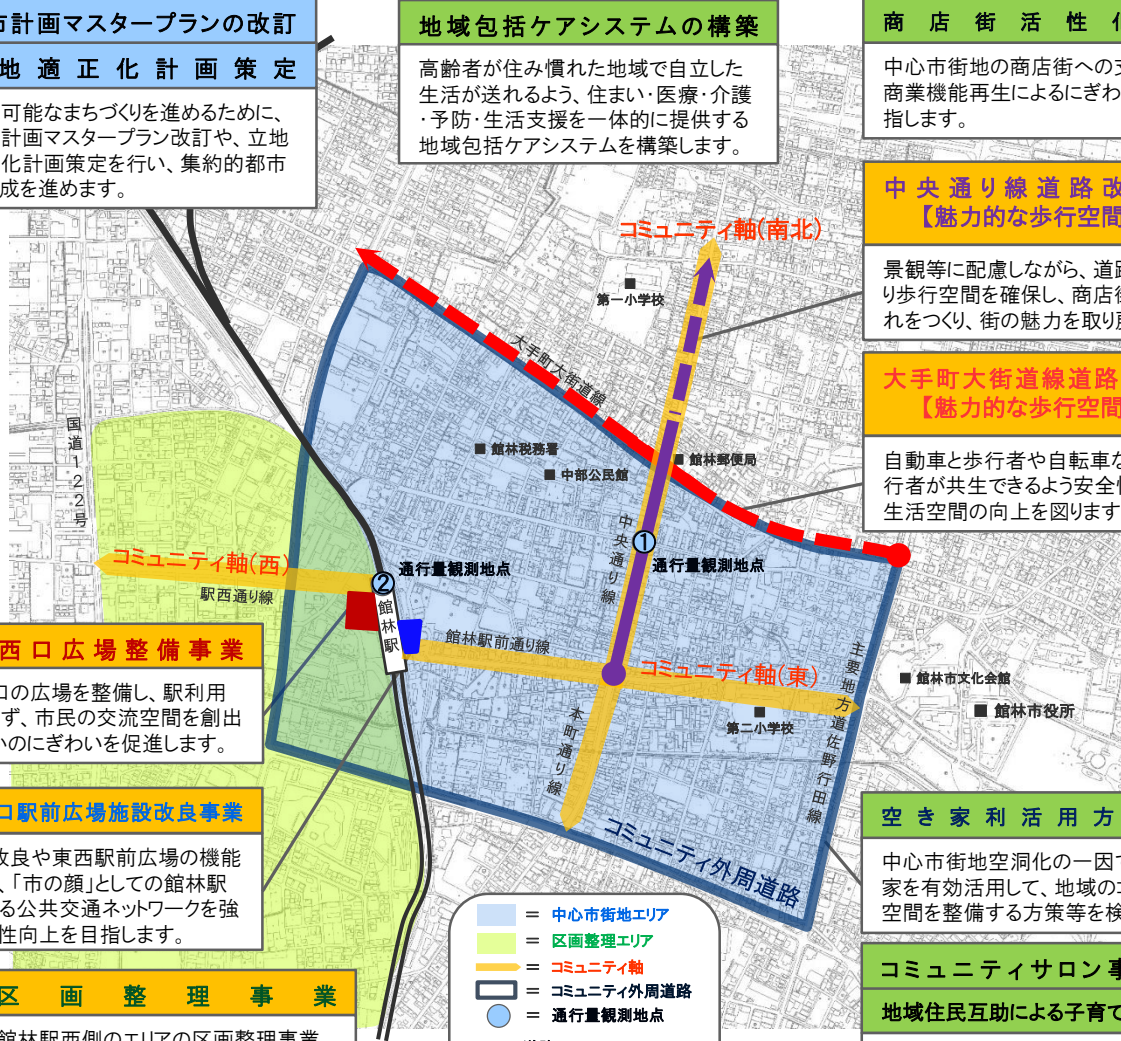 市計画マスタープランの改訂
地適正化計画策定
可能なまちづくりを進めるために、
計画マスタープラン改訂や、立地
化計画策定を行い、集約的都市
成を進めます。
地域包括ケアシステムの構築
高齢者が住み慣れた地域で自立した
生活が送れるよう、住まい・医療・介護
・予防・生活支援を一体的に提供する
地域包括ケアシステムを構築します。
商店街活性化
中心市街地の商店街への支
商業機能再生によるにぎわ
指します。
中央通り線道路改
【魅力的な歩行空間
景観等に配慮しながら、道路
り歩行空間を確保し、商店街
れをつくり、街の魅力を取り戻
大手町大街道線道路
【魅力的な歩行空間
自動車と歩行者や自転車な
行者が共生できるよう安全性
生活空間の向上を図ります
コミュニティ軸(南北)
■
第一小学校
大手町大街道線
国道122号
■ 館林税務署
■ 中部公民館
■ 館林郵便局
中央通り線
①
通行量観測地点
コミュニティ軸(西)
駅西通り線
②
通行量観測地点
館林駅
館林駅前通り線
コミュニティ軸(東)
■
第二小学校
本町通り線
主要地方道佐野行田線
■ 館林市文化会館
■ 館林市役所
コミュニティ外周道路
西口広場整備事業
口の広場を整備し、駅利用
ず、市民の交流空間を創出
いのにぎわいを促進します。
口駅前広場施設改良事業
改良や東西駅前広場の機能
、「市の顔」としての館林駅
る公共交通ネットワークを強
性向上を目指します。
区画整理事業
館林駅西側のエリアの区画整理事業
空き家利活用方
中心市街地空洞化の一因で
家を有効活用して、地域のコ
空間を整備する方策等を検
コミュニティサロン事
地域住民互助による子育て
= 中心市街地エリア
= 区画整理エリア
= コミュニティ軸
= コミュニティ外周道路
= 通行量観測地点